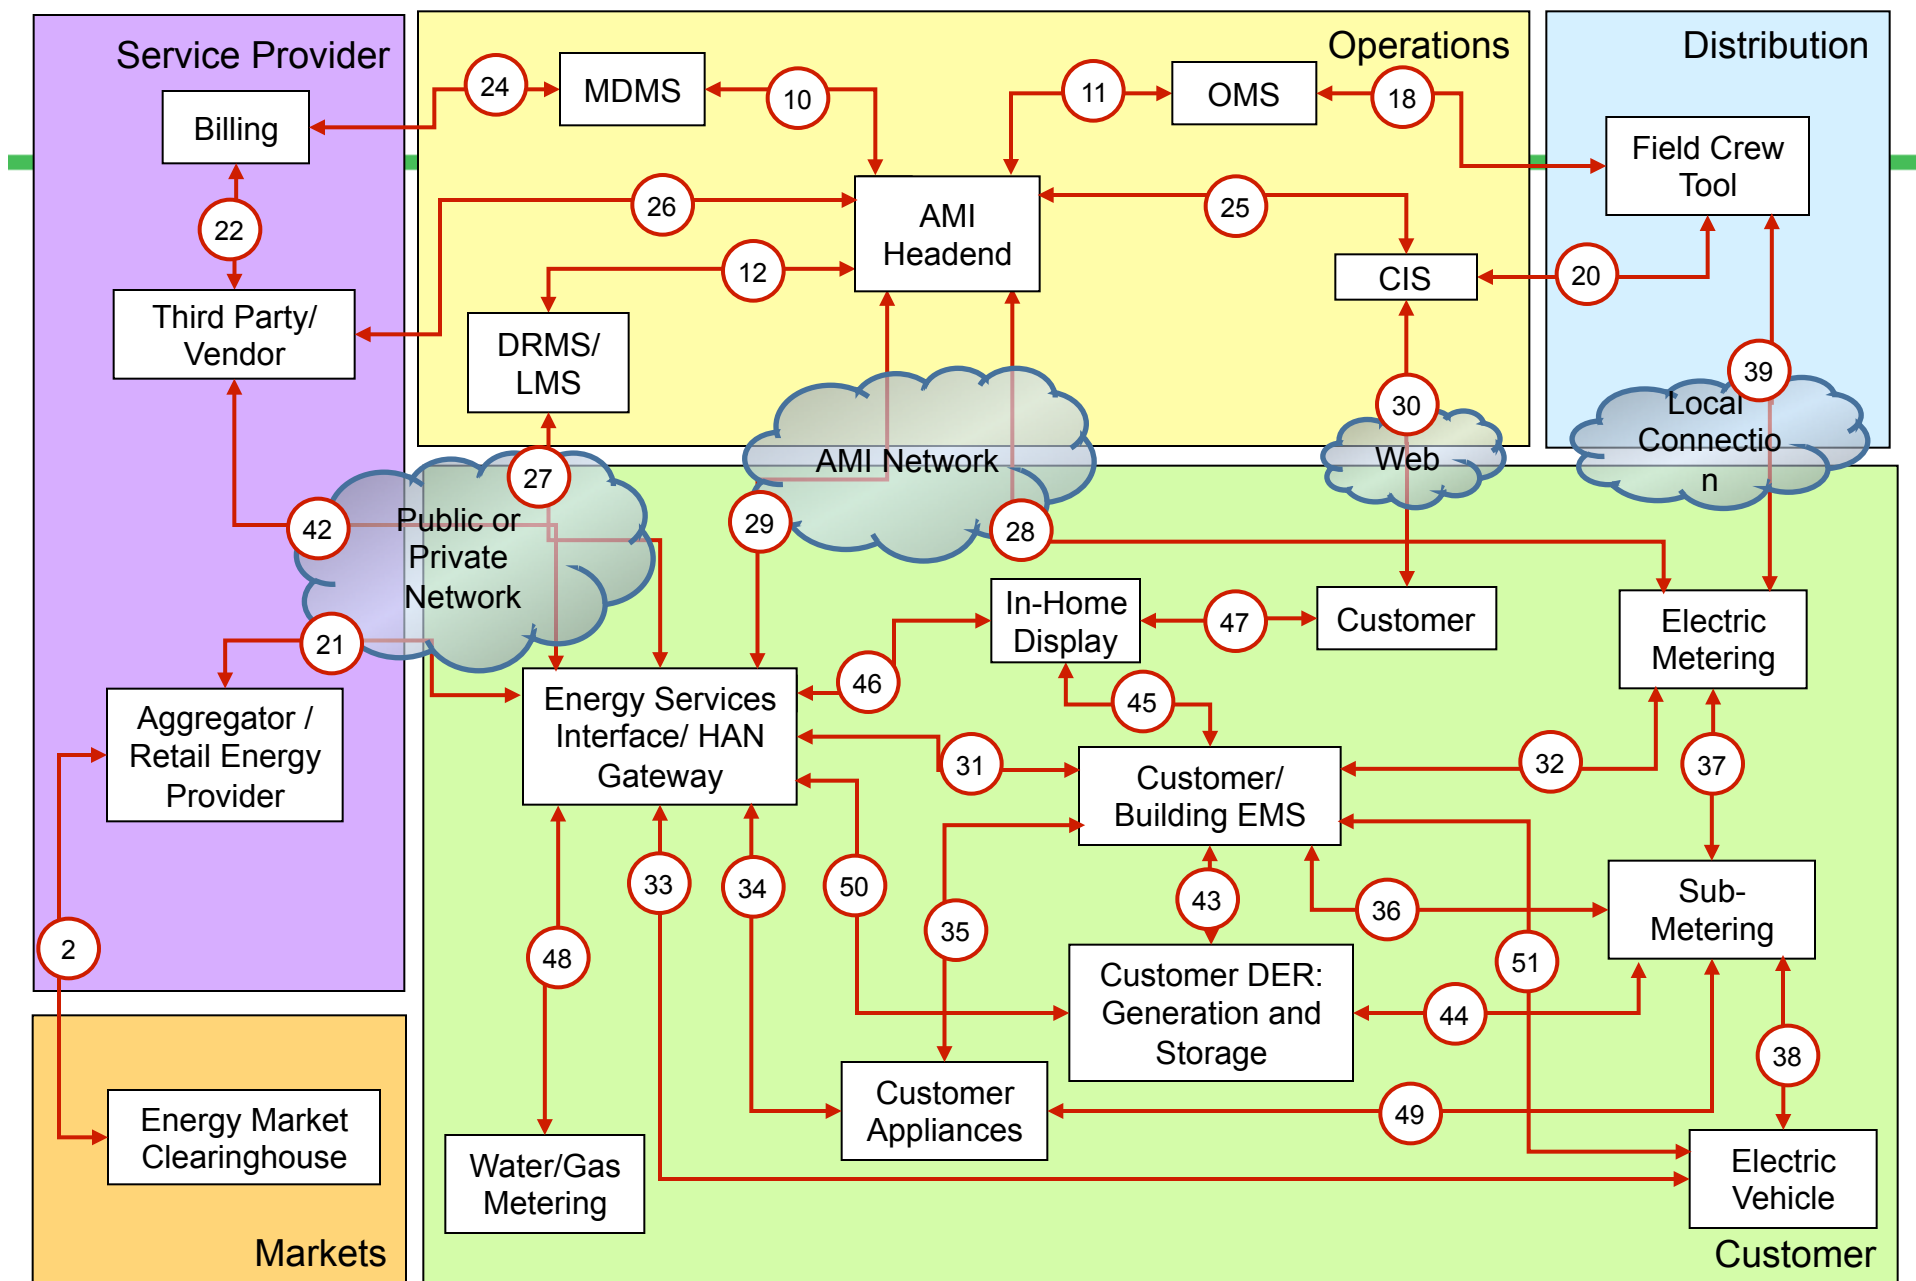 Service Provider
Operations
Distribution
24
MDMS
10
11
OMS
18
Billing
Field Crew
Tool
22
26
AMI
Headend
25
12
CIS
20
Third Party/
Vendor
DRMS/
LMS
39
30
Local
Connectio
n
AMI Network
Web
27
42
Public or
Private
Network
29
28
21
In-Home
Display
47
Customer
Electric
Metering
46
45
Energy Services
Interface/ HAN
Gateway
Aggregator /
Retail Energy
Provider
31
Customer/
Building EMS
32
37
33
34
50
43
36
Sub-
Metering
35
2
48
51
Customer DER:
Generation and
Storage
44
38
Customer
Appliances
49
Energy Market
Clearinghouse
Water/Gas
Metering
Electric
Vehicle
Markets
Customer